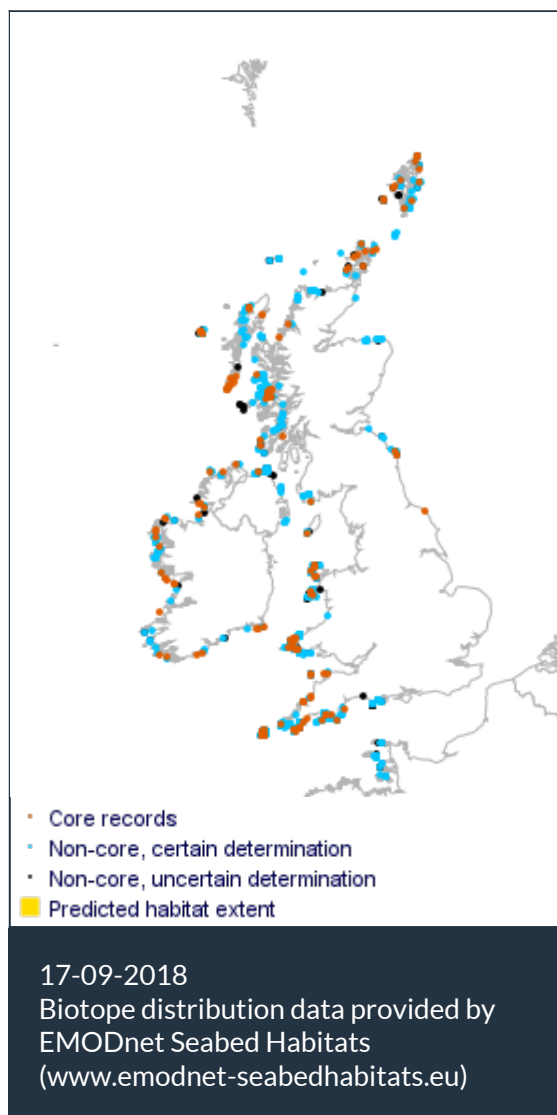 Core records
Non-core, certain determination
Non-core, uncertain determination
Predicted habitat extent
17-09-2018
Biotope distribution data provided by
EMODnet Seabed Habitats
(www.emodnet-seabedhabitats.eu)